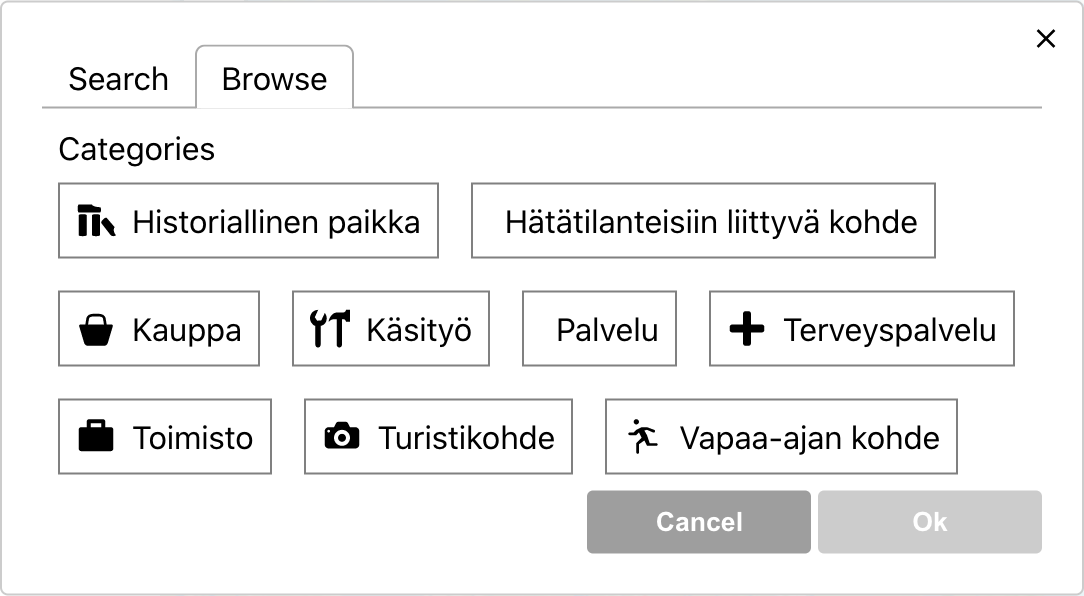 Search Browse
Categories
Historiallinen paikka Hätätilanteisiin liittyvä kohde
Kauppa Käsityö Palvelu Terveyspalvelu
Toimisto Turistikohde Vapaa-ajan kohde
Cancel Ok